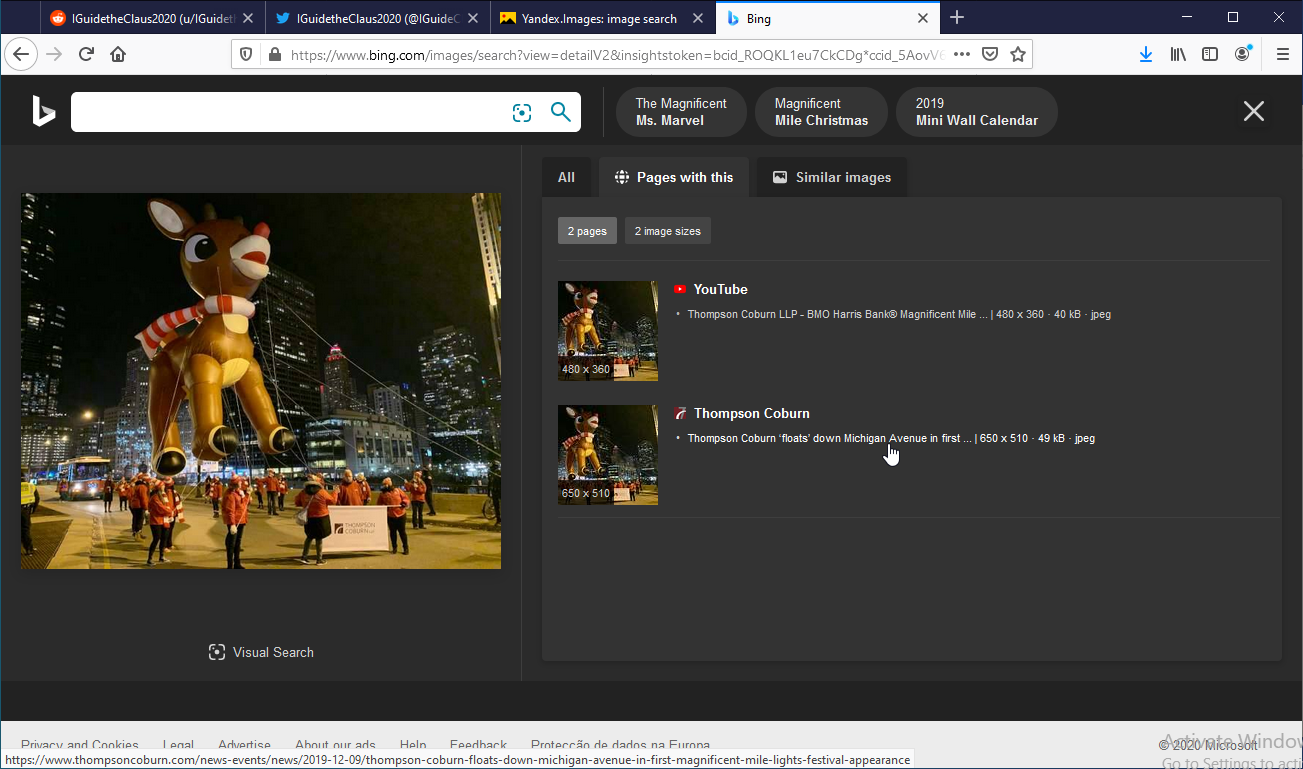 IGuidetheClaus2020 (u/IGuidet
IGuidetheClaus2020 (@IGuideC
Yandex.Images: image search
Bing
https://www.bing.com/images/search?view=detailV2&insightstoken=bcid_ROQKL1eu7CkCDg*ccid_5AovV6
The Magnificent
Ms. Marvel
Magnificent
Mile Christmas
2019
Mini Wall Calendar
All
Pages with this
Similar images
2 pages
2 image sizes
480 x 360
YouTube
• Thompson Coburn LLP - BMO Harris Bank® Magnificent Mile ... | 480 x 360 · 40 kB · jpeg
650 x 510
Thompson Coburn
• Thompson Coburn 'floats' down Michigan Avenue in first ... | 650 x 510 · 49 kB · jpeg
THOMPSON
COBURN LLP
Visual Search
Privacy and Cookies
Legal
Advertise
About our ads
Help
Feedback
Protecção de dados na Europa
© 2020 Microsoft
Activate Window
Go to Settings to acti
https://www.thompsoncoburn.com/news-events/news/2019-12-09/thompson-coburn-floats-down-michigan-avenue-in-first-magnificent-mile-lights-festival-appearance